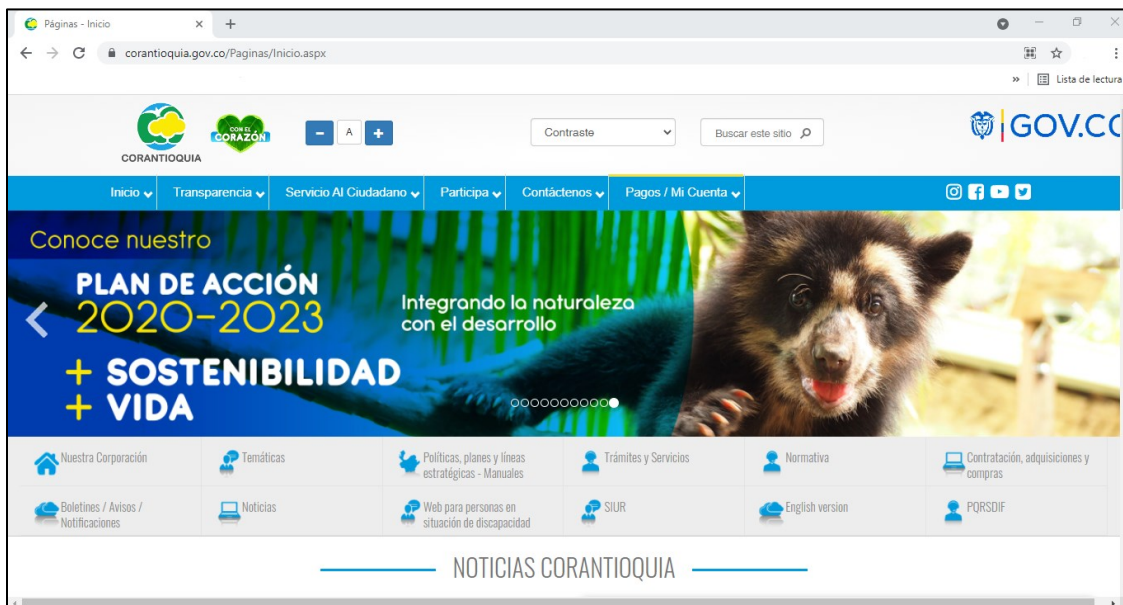 Páginas - Inicio
corantioquia.gov.co/Paginas/Inicio.aspx
» Lista de lectura
CORANTIOQUIA
CON EL
CORAZÓN
- A +
Contraste
Buscar este sitio
GOV.CO
Inicio Transparencia Servicio Al Ciudadano Participa Contáctenos Pagos / Mi Cuenta
Conoce nuestro
PLAN DE ACCIÓN
2020-2023
Integrando la naturaleza
con el desarrollo
+ SOSTENIBILIDAD
+ VIDA
Nuestra Corporación
Temáticas
Políticas, planes y líneas
estratégicas - Manuales
Trámites y Servicios
Normativa
Contratación, adquisiciones y
compras
Boletines / Avisos /
Notificaciones
Noticias
Web para personas en
situación de discapacidad
SIUR
English version
PQRSDIF
NOTICIAS CORANTIOQUIA